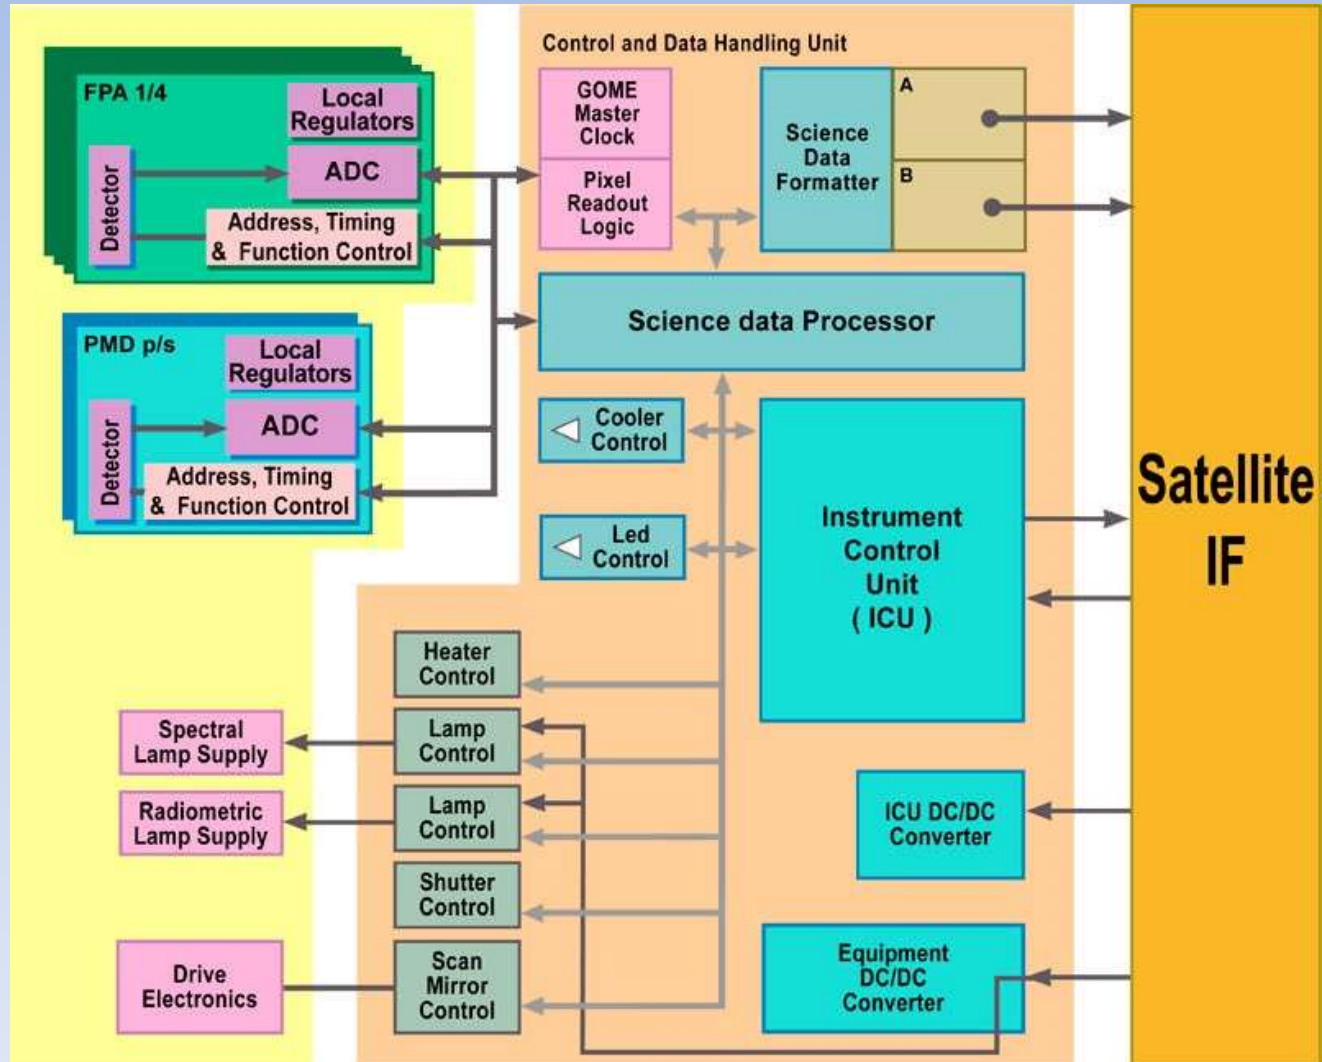 Control and Data Handling Unit
FPA 1/4
Local
Regulators
ADC
Detector
Address, Timing
& Function Control
GOME
Master
Clock
Pixel
Readout
Logic
Science
Data
Formatter
A
B
Science data Processor
PMD p/s
Local
Regulators
ADC
Detector
Address, Timing
& Function Control
Cooler
Control
Led
Control
Instrument
Control
Unit
( ICU )
Satellite
IF
Heater
Control
Spectral
Lamp Supply
Lamp
Control
Radiometric
Lamp Supply
Lamp
Control
ICU DC/DC
Converter
Shutter
Control
Drive
Electronics
Scan
Mirror
Control
Equipment
DC/DC
Converter